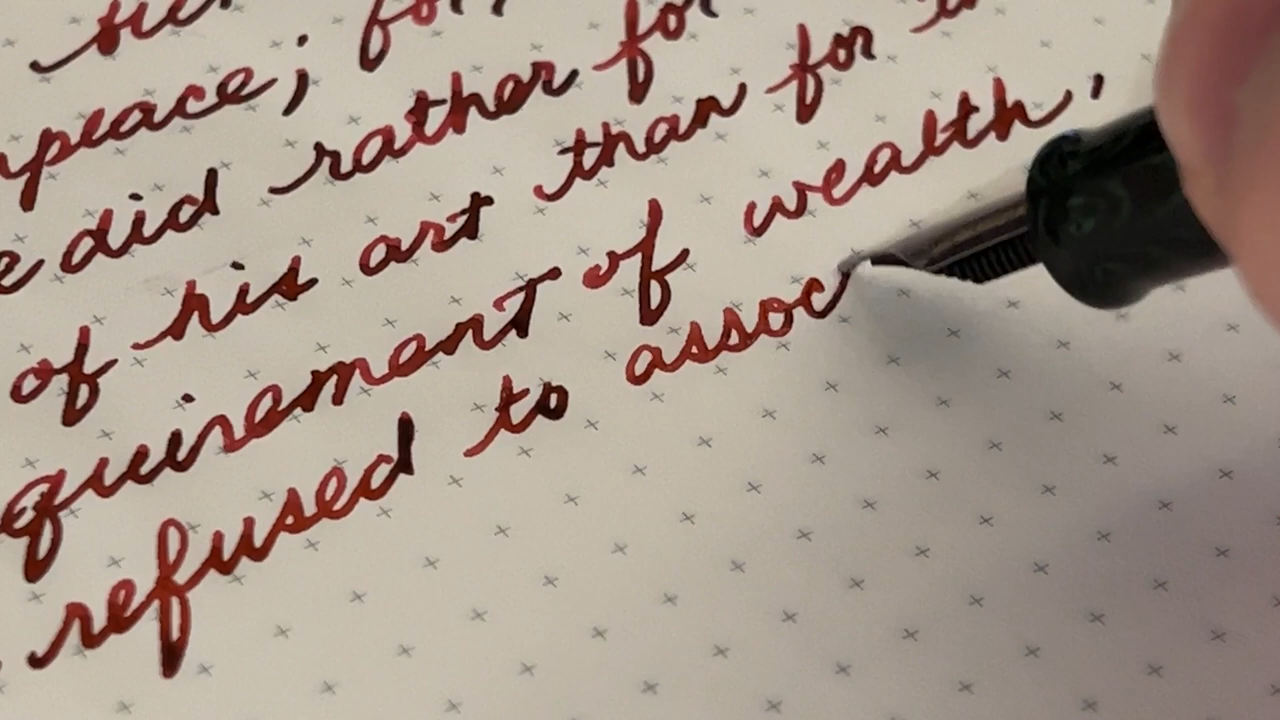 peace; for,
did rather for
of his art than for
quirement of wealth,
refused to assoc